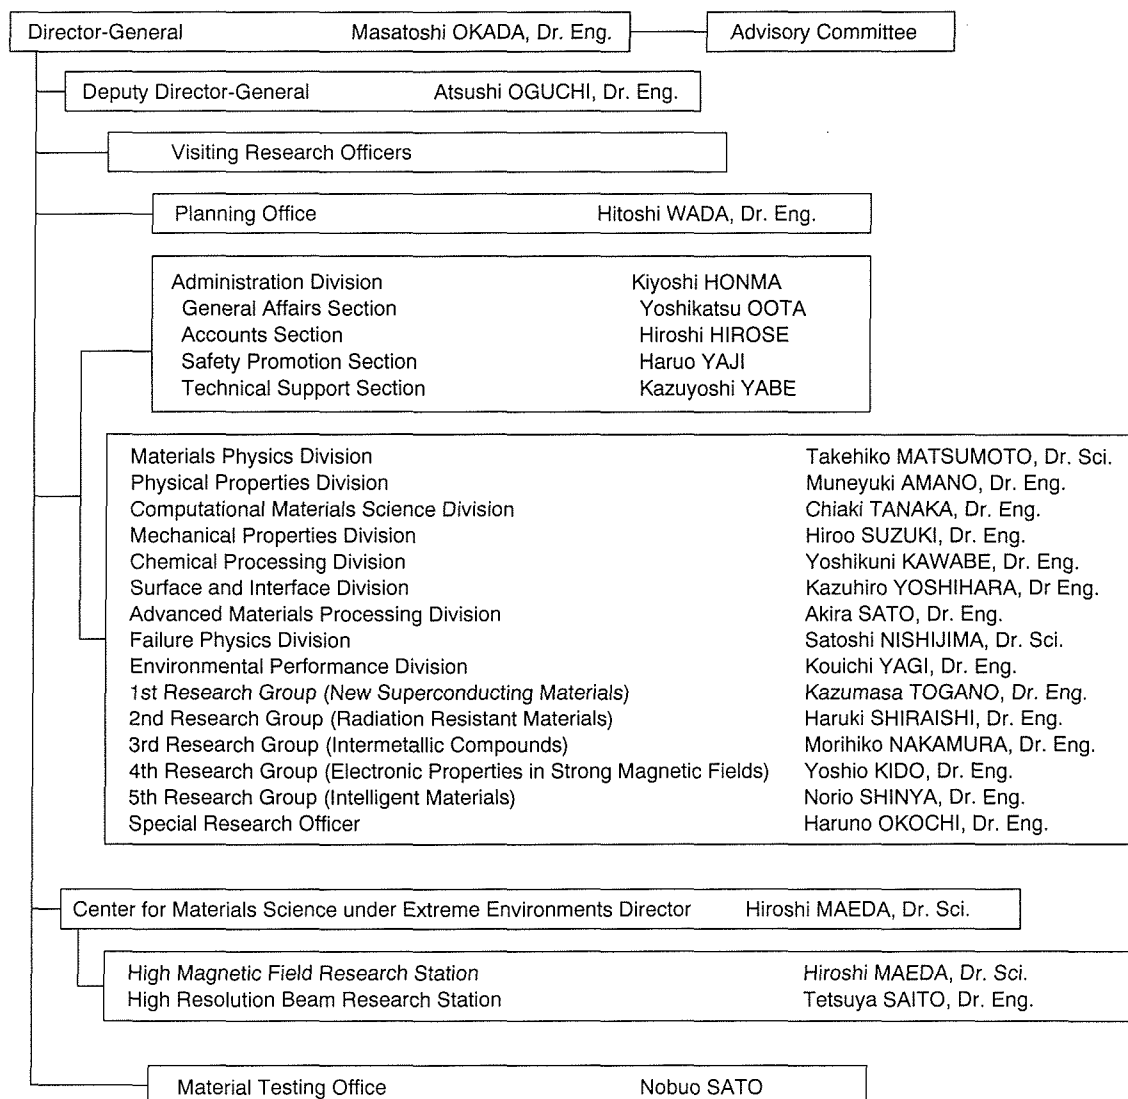 Director-General Masatoshi OKADA, Dr. Eng. Advisory Committee
Deputy Director-General Atsushi OGUCHI, Dr. Eng.
Visiting Research Officers
Planning Office Hitoshi WADA, Dr. Eng.
Administration Division Kiyoshi HONMA
General Affairs Section Yoshikatsu OOTA
Accounts Section Hiroshi HIROSE
Safety Promotion Section Haruo YAJI
Technical Support Section Kazuyoshi YABE
Materials Physics Division Takehiko MATSUMOTO, Dr. Sci.
Physical Properties Division Muneyuki AMANO, Dr. Eng.
Computational Materials Science Division Chiaki TANAKA, Dr. Eng.
Mechanical Properties Division Hiroo SUZUKI, Dr. Eng.
Chemical Processing Division Yoshikuni KAWABE, Dr. Eng.
Surface and Interface Division Kazuhiro YOSHIHARA, Dr Eng.
Advanced Materials Processing Division Akira SATO, Dr. Eng.
Failure Physics Division Satoshi NISHIJIMA, Dr. Sci.
Environmental Performance Division Kouichi YAGI, Dr. Eng.
1st Research Group (New Superconducting Materials) Kazumasa TOGANO, Dr. Eng.
2nd Research Group (Radiation Resistant Materials) Haruki SHIRAISHI, Dr. Eng.
3rd Research Group (Intermetallic Compounds) Morihiko NAKAMURA, Dr. Eng.
4th Research Group (Electronic Properties in Strong Magnetic Fields) Yoshio KIDO, Dr. Eng.
5th Research Group (Intelligent Materials) Norio SHINYA, Dr. Eng.
Special Research Officer Haruno OKOCHI, Dr. Eng.
Center for Materials Science under Extreme Environments Director Hiroshi MAEDA, Dr. Sci.
High Magnetic Field Research Station Hiroshi MAEDA, Dr. Sci.
High Resolution Beam Research Station Tetsuya SAITO, Dr. Eng.
Material Testing Office Nobuo SATO